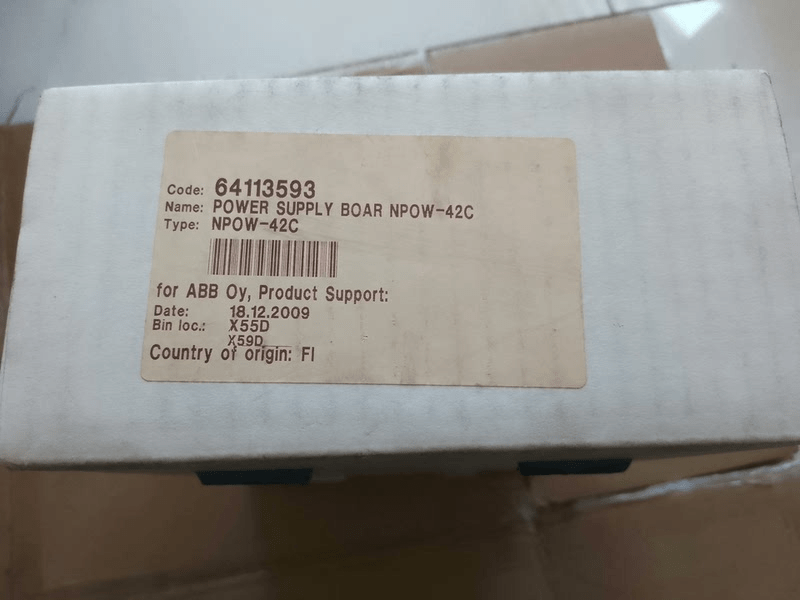 Code: 64113593
Name: POWER SUPPLY BOAR NPOW-42C
Type: NPOW-42C
for ABB Oy, Product Support:
Date: 18.12.2009
Bin loc.: X55D
X59D
Country of origin: FI